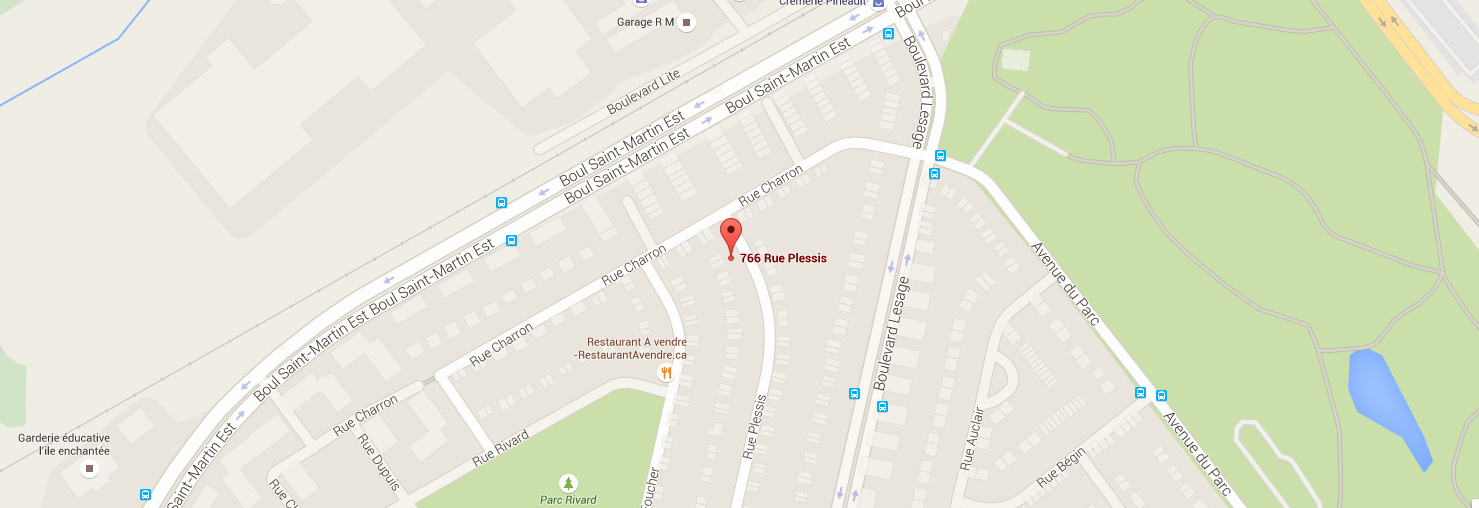 Crèmerie Pineault
Garage R M
Boul
Boulevard Lite
Boul Saint-Martin Est
Boul Saint-Martin Est
Boul Saint-Martin Est
Boulevard Lesage
Rue Charron
766 Rue Plessis
Rue Charron
Boul Saint-Martin Est
Avenue du Parc
Boul Saint-Martin Est
Boulevard Lesage
Rue Charron
Restaurant A vendre
-RestaurantAvendre.ca
Rue Charron
Rue Plessis
Rue Auclair
Avenue du Parc
Garderie éducative
l'ile enchantée
Saint-Martin Est
Rue Dupuis
Rue Rivard
Rue Bégin
Rue C
oucher
Parc Rivard